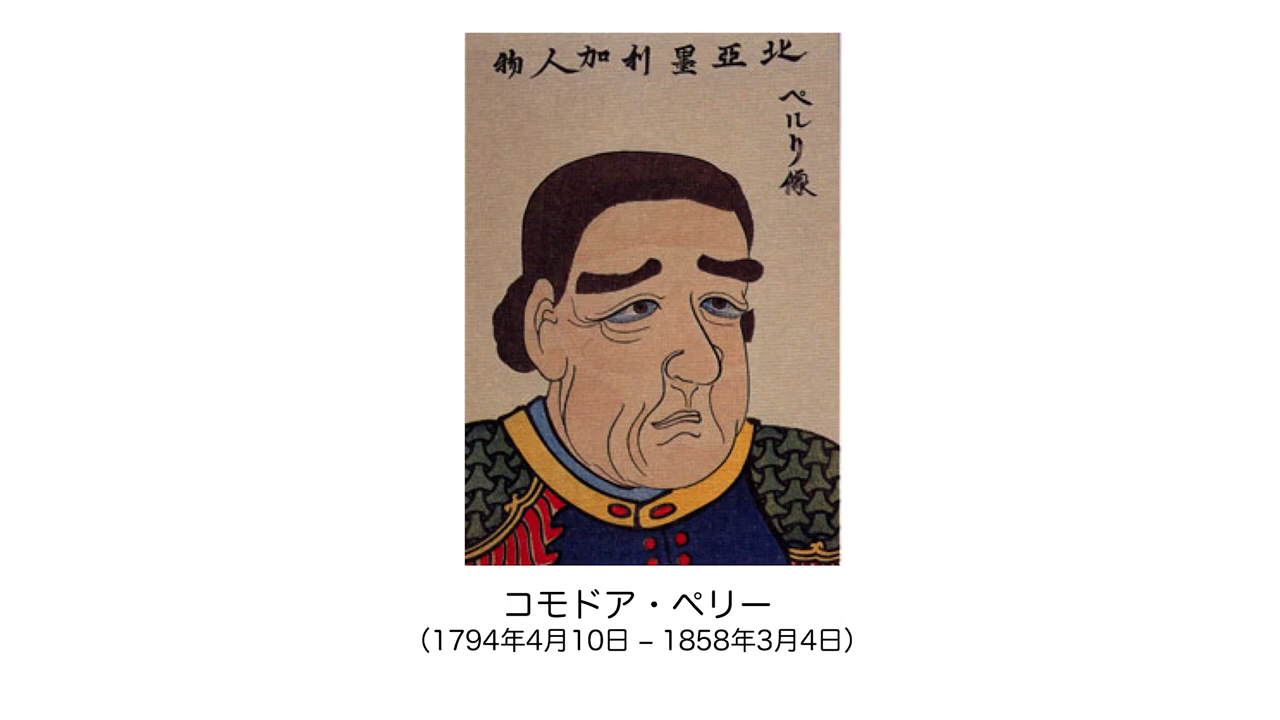 北亞墨利加人物
ペルリ像
コモドア・ペリー
（1794年4月10日 – 1858年3月4日）